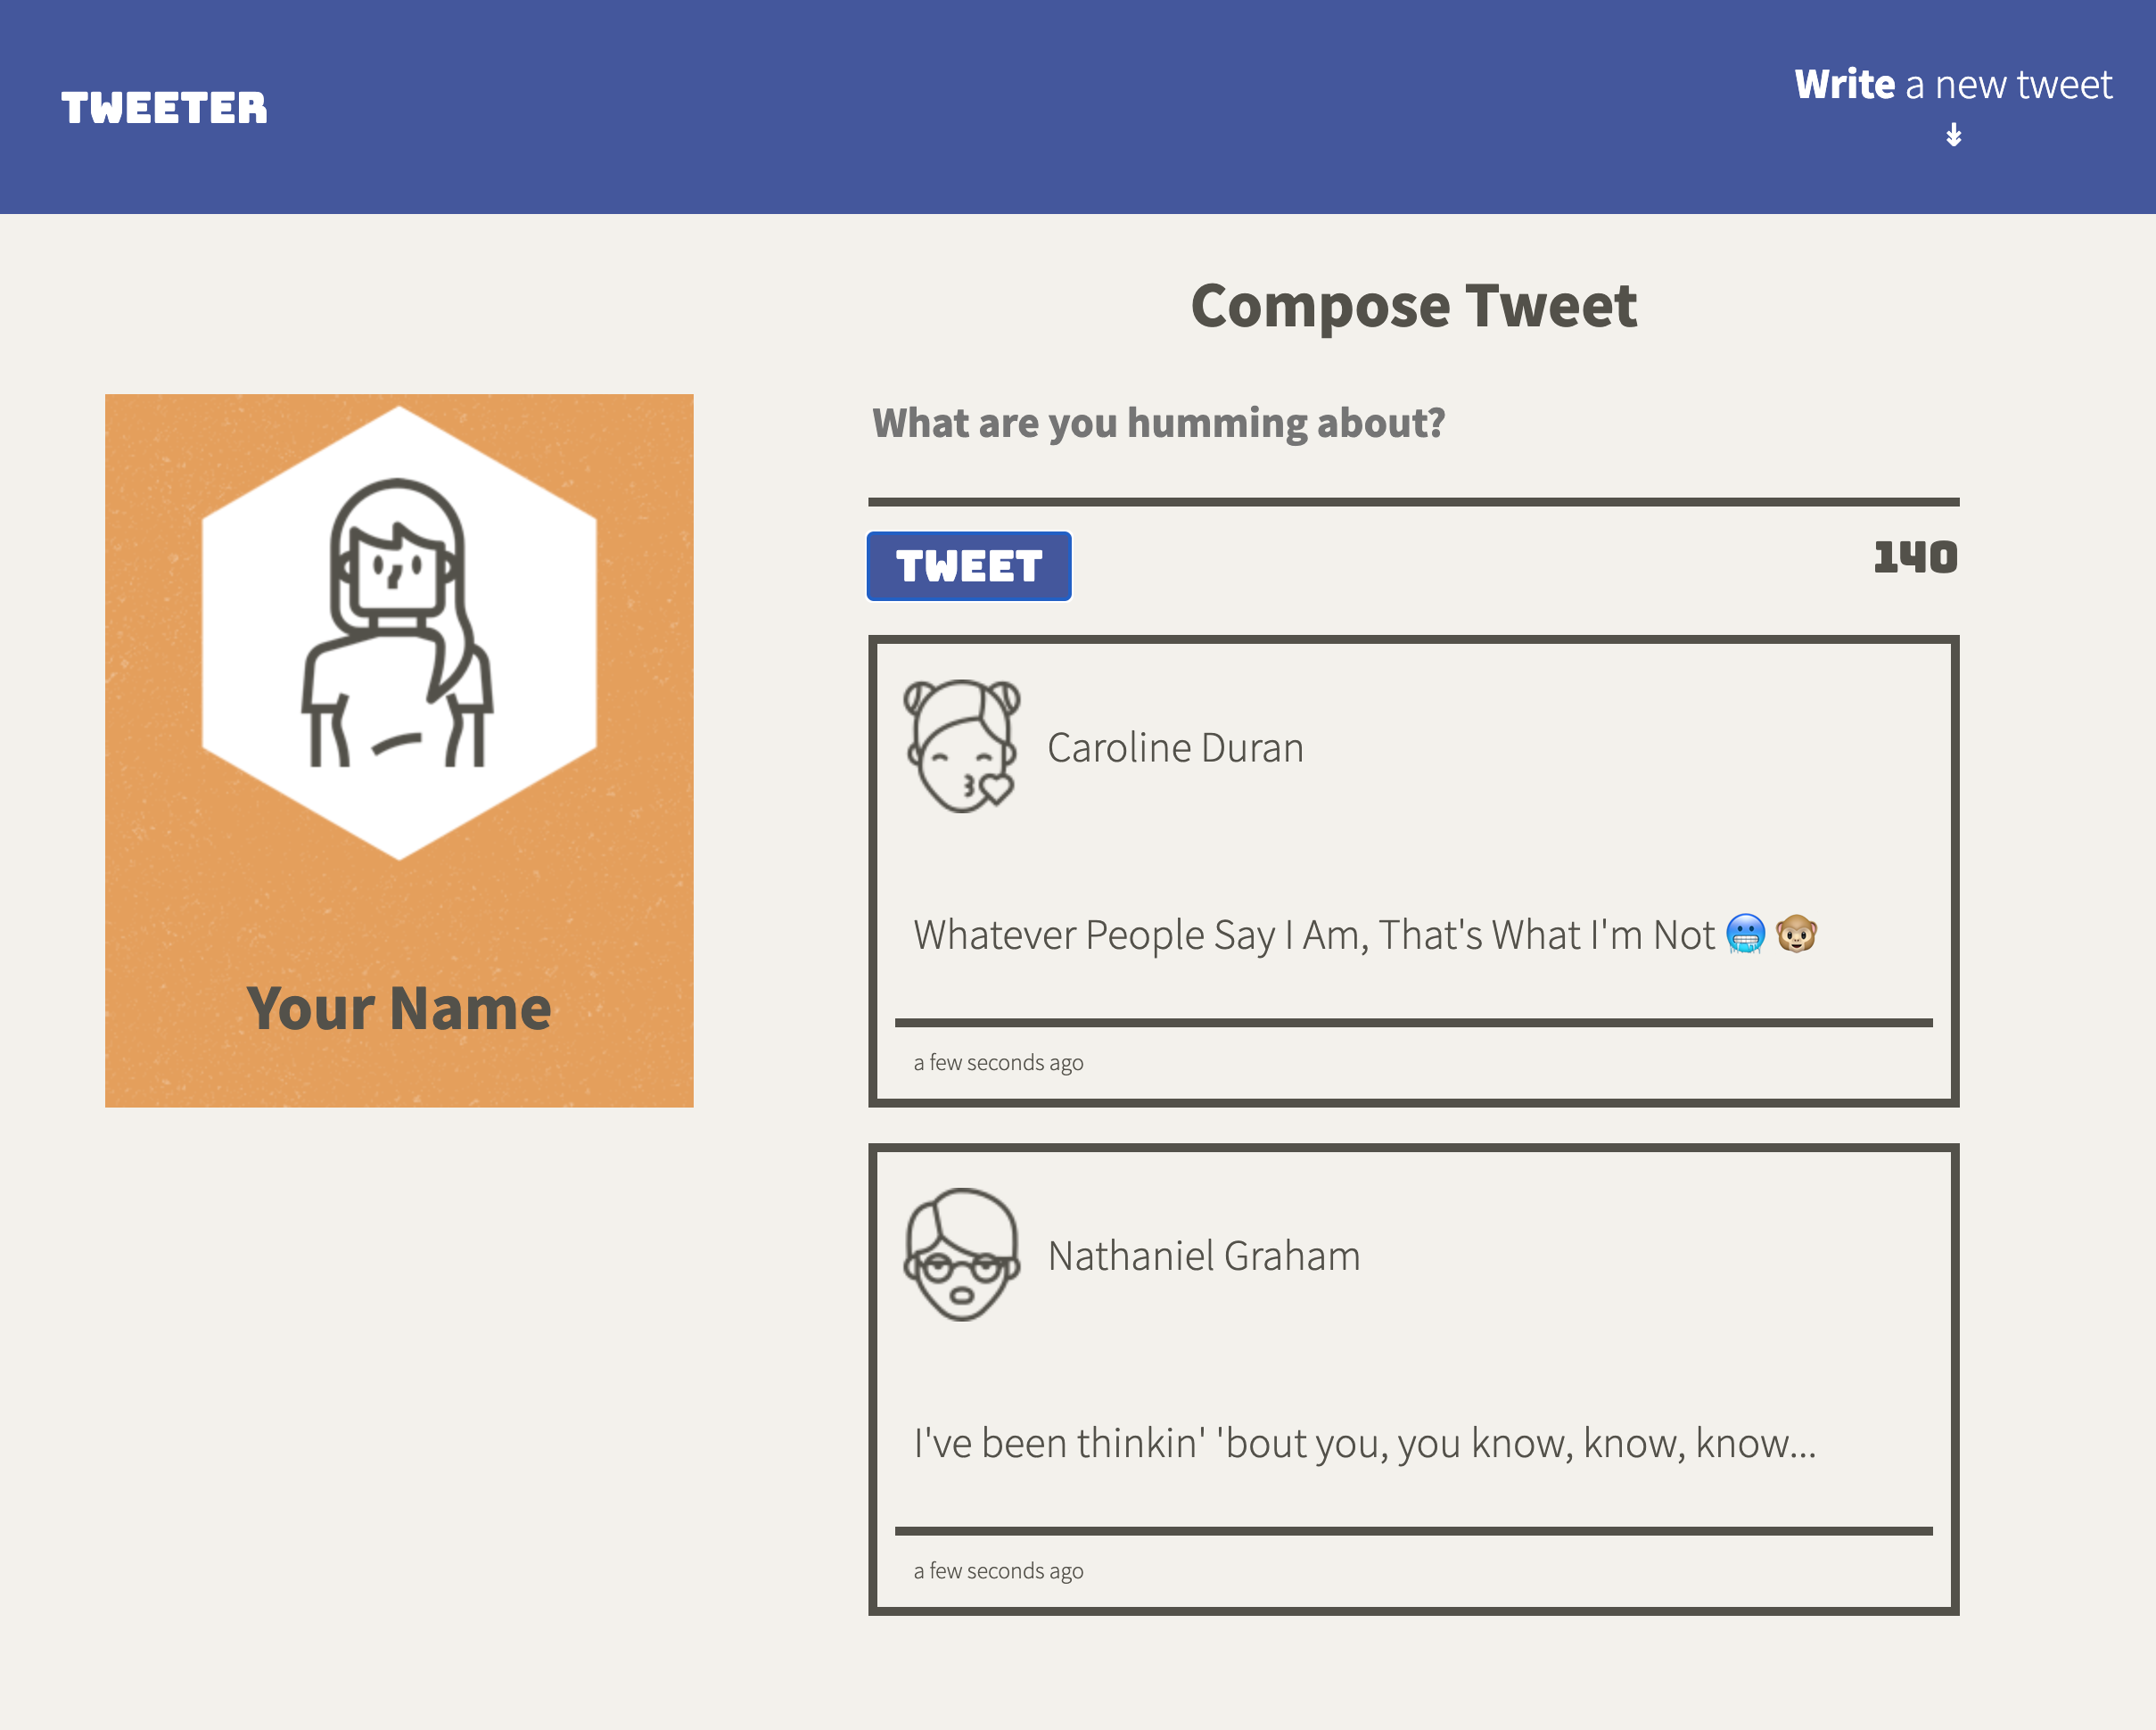 TWEETER
Write a new tweet
↡
Compose Tweet
What are you humming about?
TWEET
140
Your Name
Caroline Duran
Whatever People Say I Am, That's What I'm Not 🥶 🐵
a few seconds ago
Nathaniel Graham
I've been thinkin' 'bout you, you know, know, know...
a few seconds ago